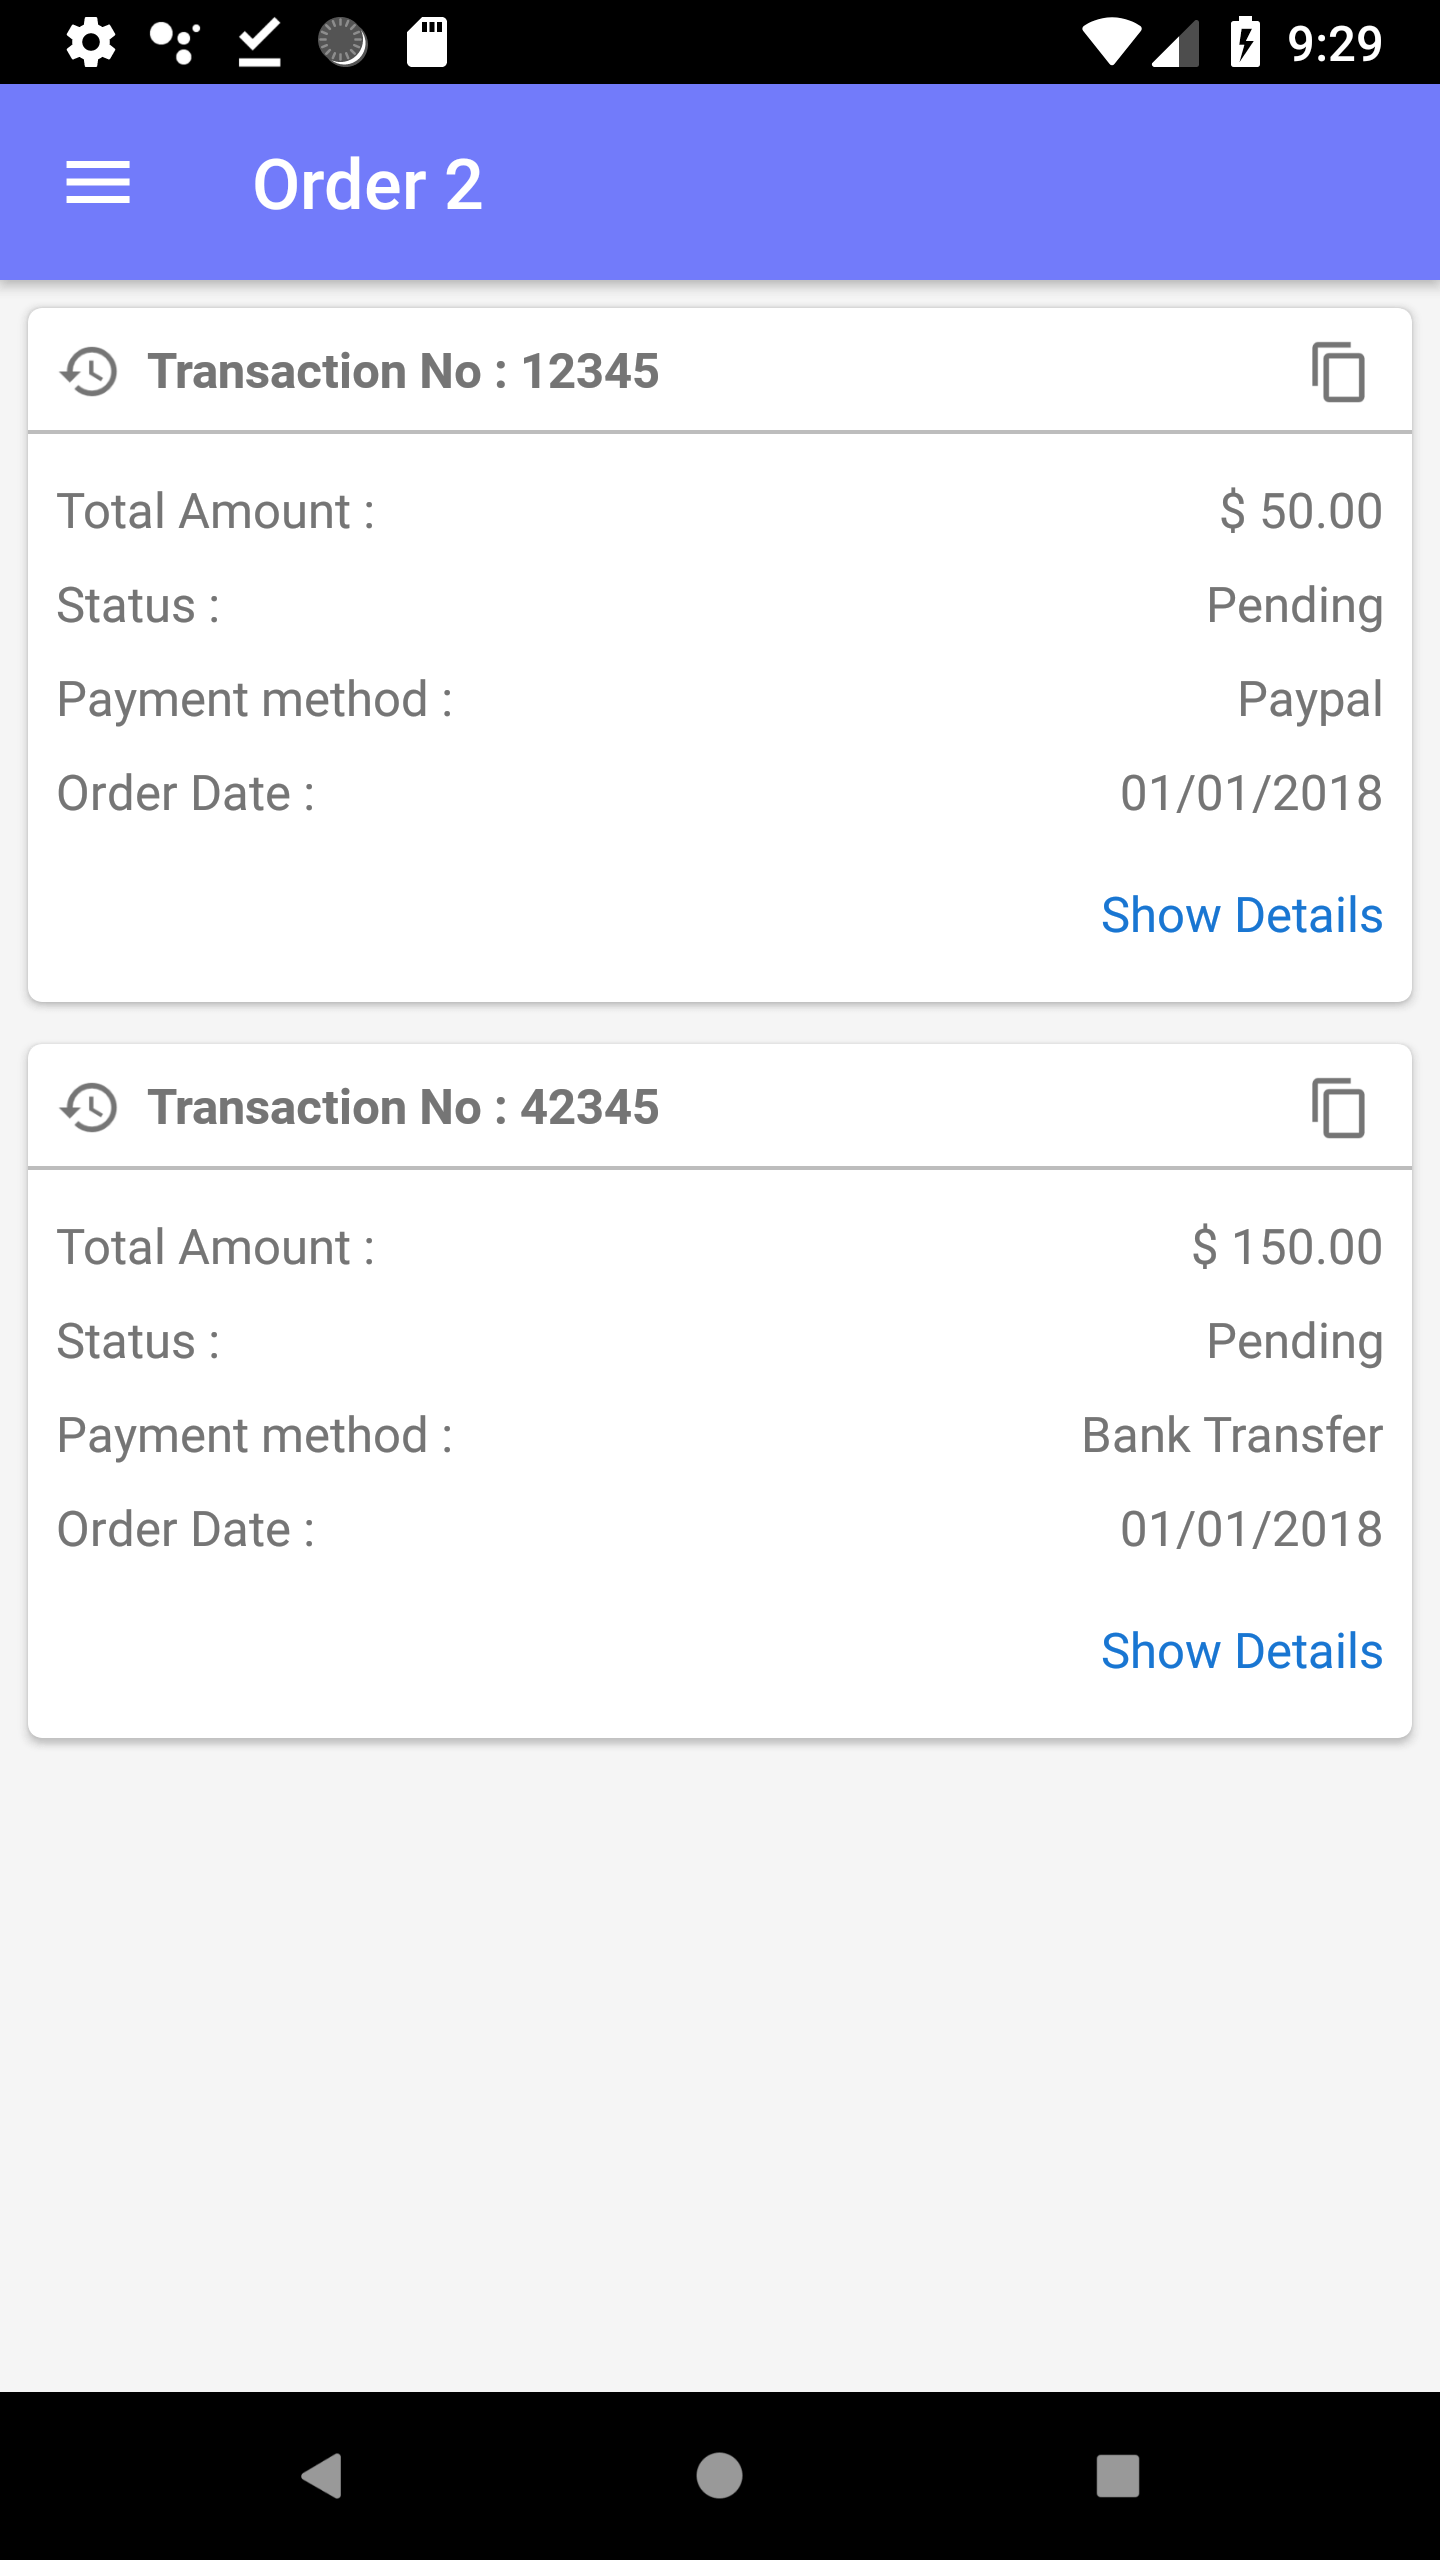 9:29
Order 2
Transaction No : 12345
Total Amount : $ 50.00
Status : Pending
Payment method : Paypal
Order Date : 01/01/2018
Show Details
Transaction No : 42345
Total Amount : $ 150.00
Status : Pending
Payment method : Bank Transfer
Order Date : 01/01/2018
Show Details